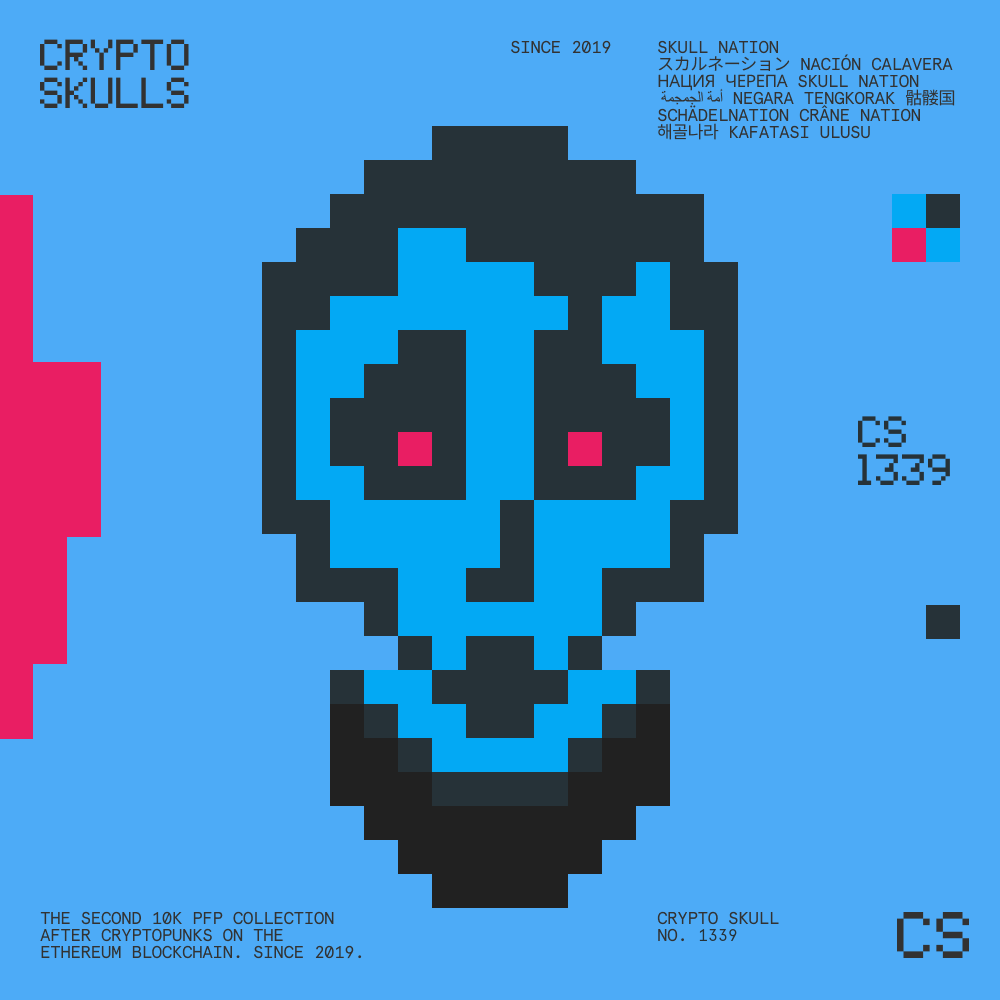 CRYPTO
SKULLS
SINCE 2019
SKULL NATION
スカルネーション NACIÓN CALAVERA
НАЦИЯ ЧЕРЕПА SKULL NATION
أمة الجمجمة NEGARA TENGKORAK 骷髅国
SCHÄDELNATION CRÂNE NATION
해골나라 KAFATASI ULUSU
CS
1339
THE SECOND 10K PFP COLLECTION
AFTER CRYPTOPUNKS ON THE
ETHEREUM BLOCKCHAIN. SINCE 2019.
CRYPTO SKULL
NO. 1339
CS